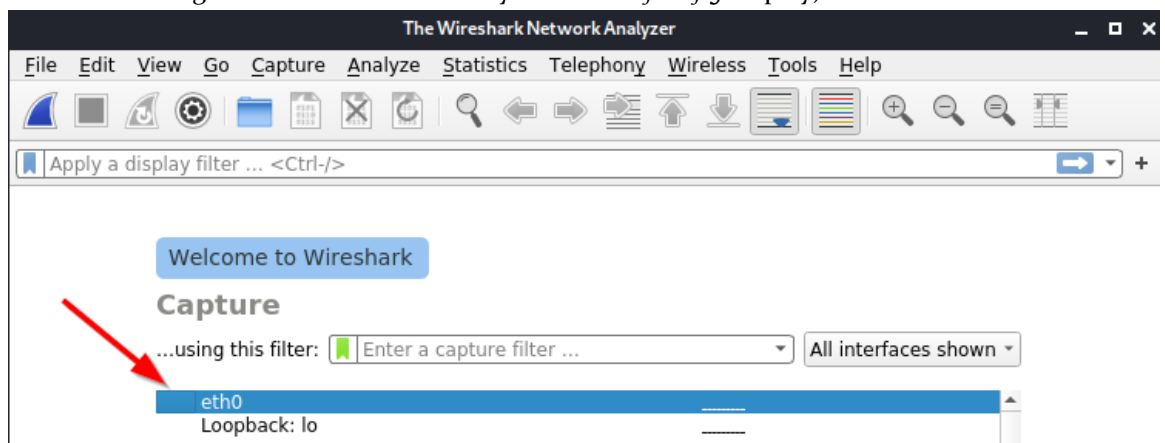 The Wireshark Network Analyzer
File Edit View Go Capture Analyze Statistics Telephony Wireless Tools Help
Apply a display filter ... <Ctrl-/>
Welcome to Wireshark
Capture
...using this filter: Enter a capture filter ... All interfaces shown
eth0
Loopback: lo